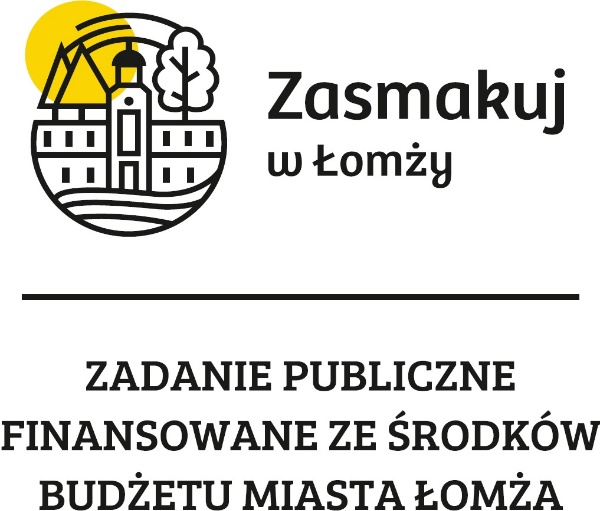 Zasmakuj
w Łomży
ZADANIE PUBLICZNE
FINANSOWANE ZE ŚRODKÓW
BUDŻETU MIASTA ŁOMŻA